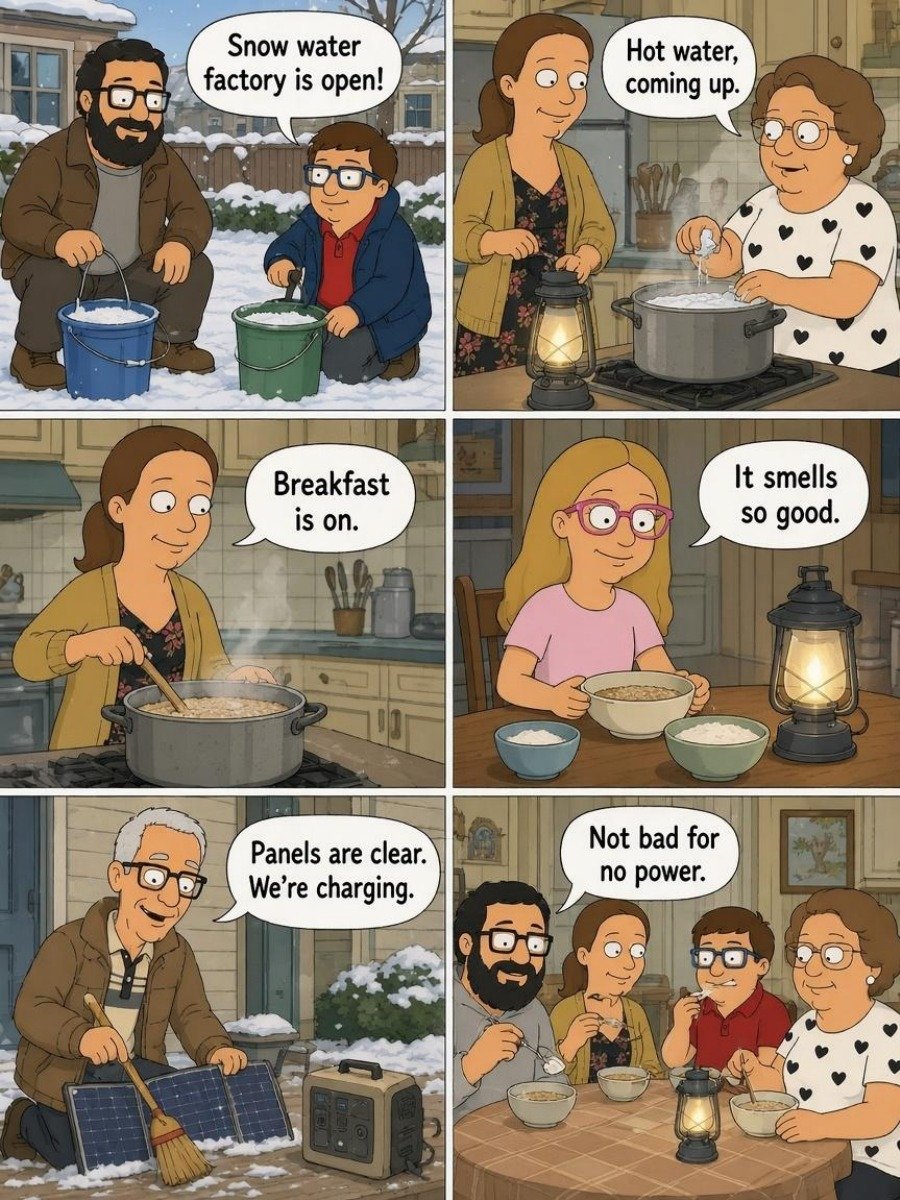 Snow water
factory is open!
Hot water,
coming up.
Breakfast
is on.
It smells
so good.
Panels are clear.
We're charging.
Not bad for
no power.